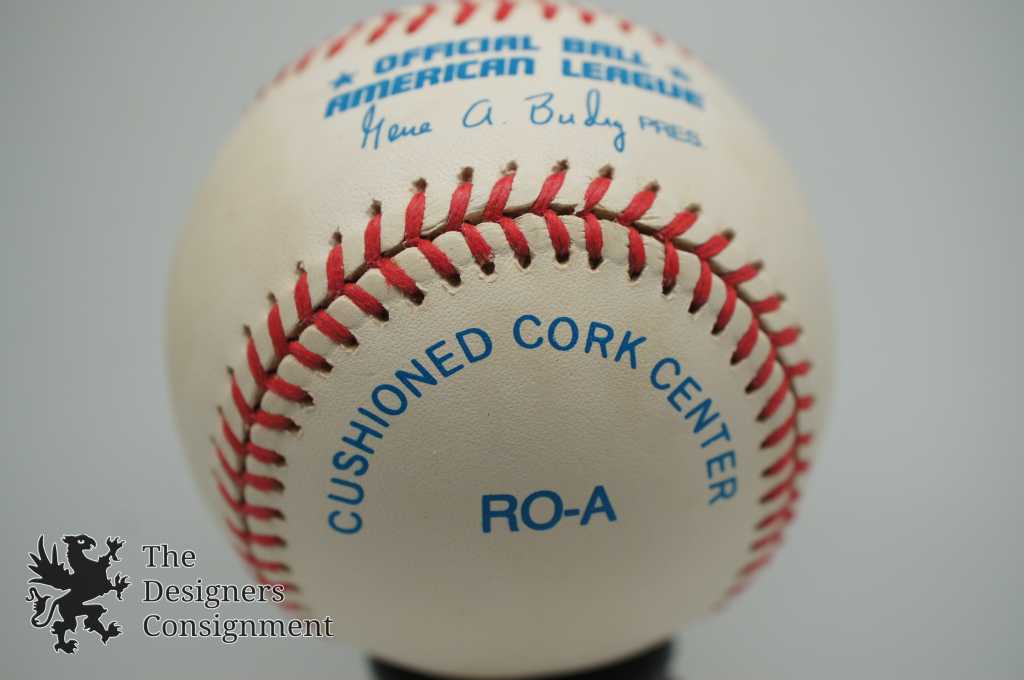 ★ OFFICIAL BALL ★
AMERICAN LEAGUE
Gene A. Budig PRES.
CUSHIONED CORK CENTER
RO-A
The
Designers
Consignment